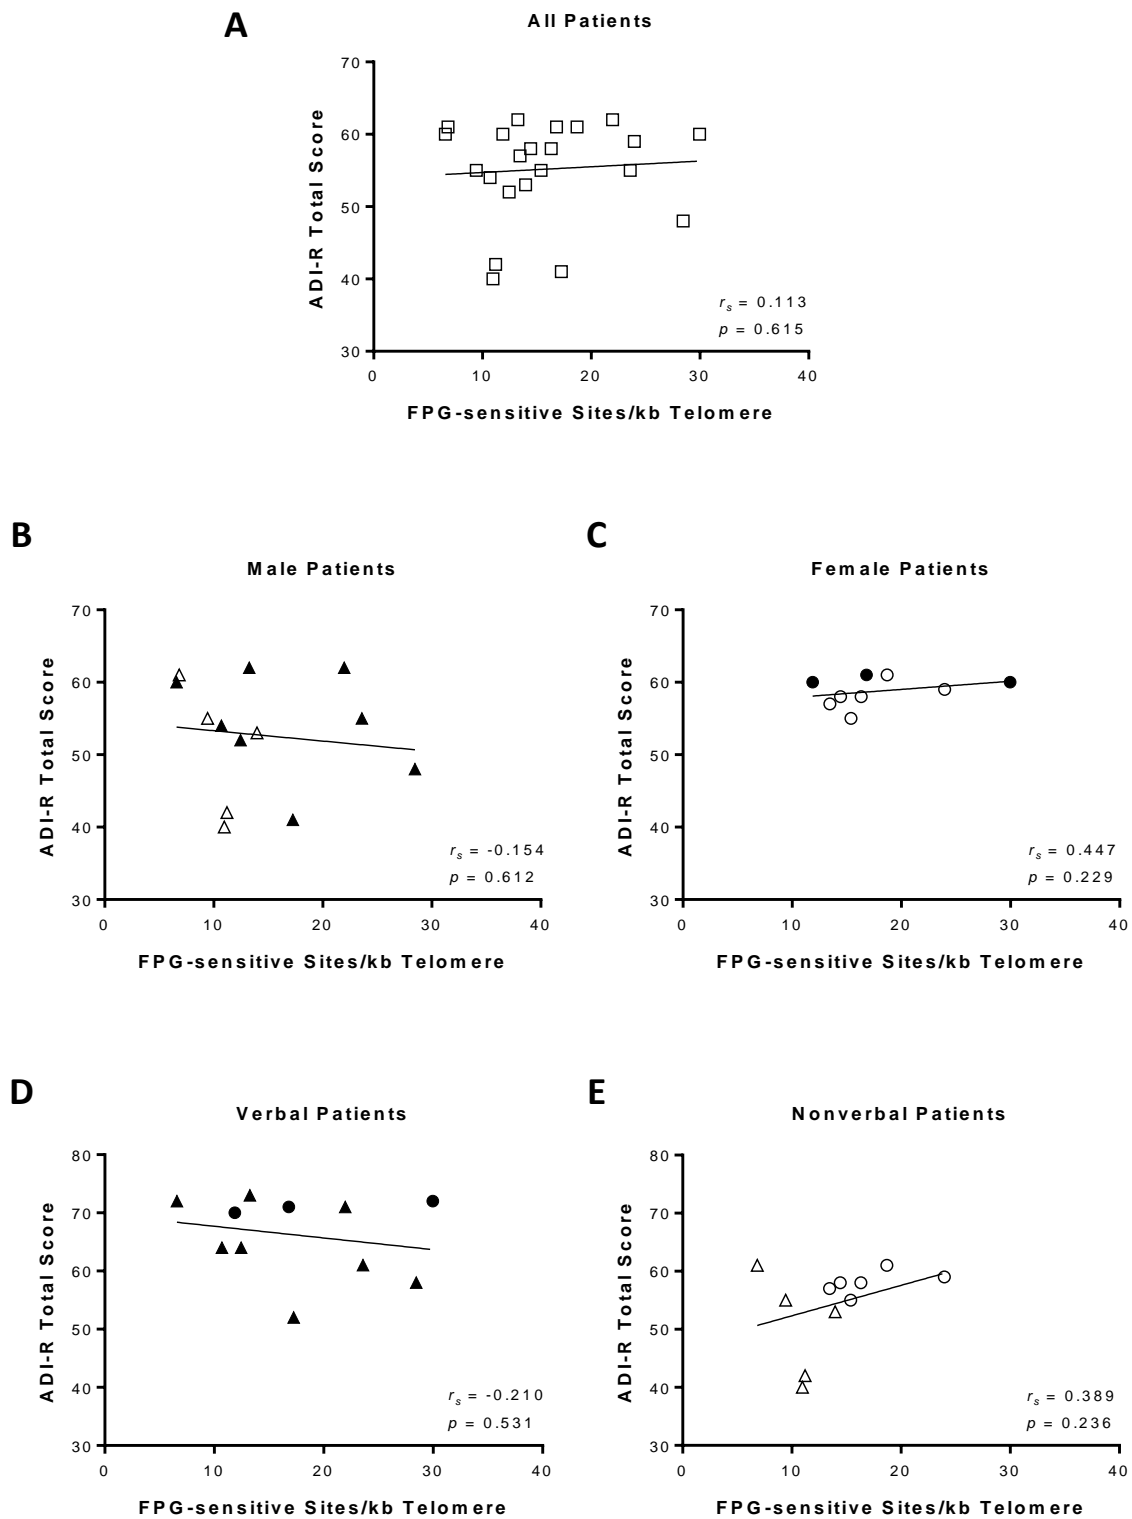 A
All Patients
ADI-R Total Score
70
60
50
40
30
0 10 20 30 40
r_s = 0.113
p = 0.615
FPG-sensitive Sites/kb Telomere
B
Male Patients
ADI-R Total Score
70
60
50
40
30
0 10 20 30 40
r_s = -0.154
p = 0.612
FPG-sensitive Sites/kb Telomere
C
Female Patients
ADI-R Total Score
70
60
50
40
30
0 10 20 30 40
r_s = 0.447
p = 0.229
FPG-sensitive Sites/kb Telomere
D
Verbal Patients
ADI-R Total Score
80
70
60
50
40
30
0 10 20 30 40
r_s = -0.210
p = 0.531
FPG-sensitive Sites/kb Telomere
E
Nonverbal Patients
ADI-R Total Score
80
70
60
50
40
30
0 10 20 30 40
r_s = 0.389
p = 0.236
FPG-sensitive Sites/kb Telomere